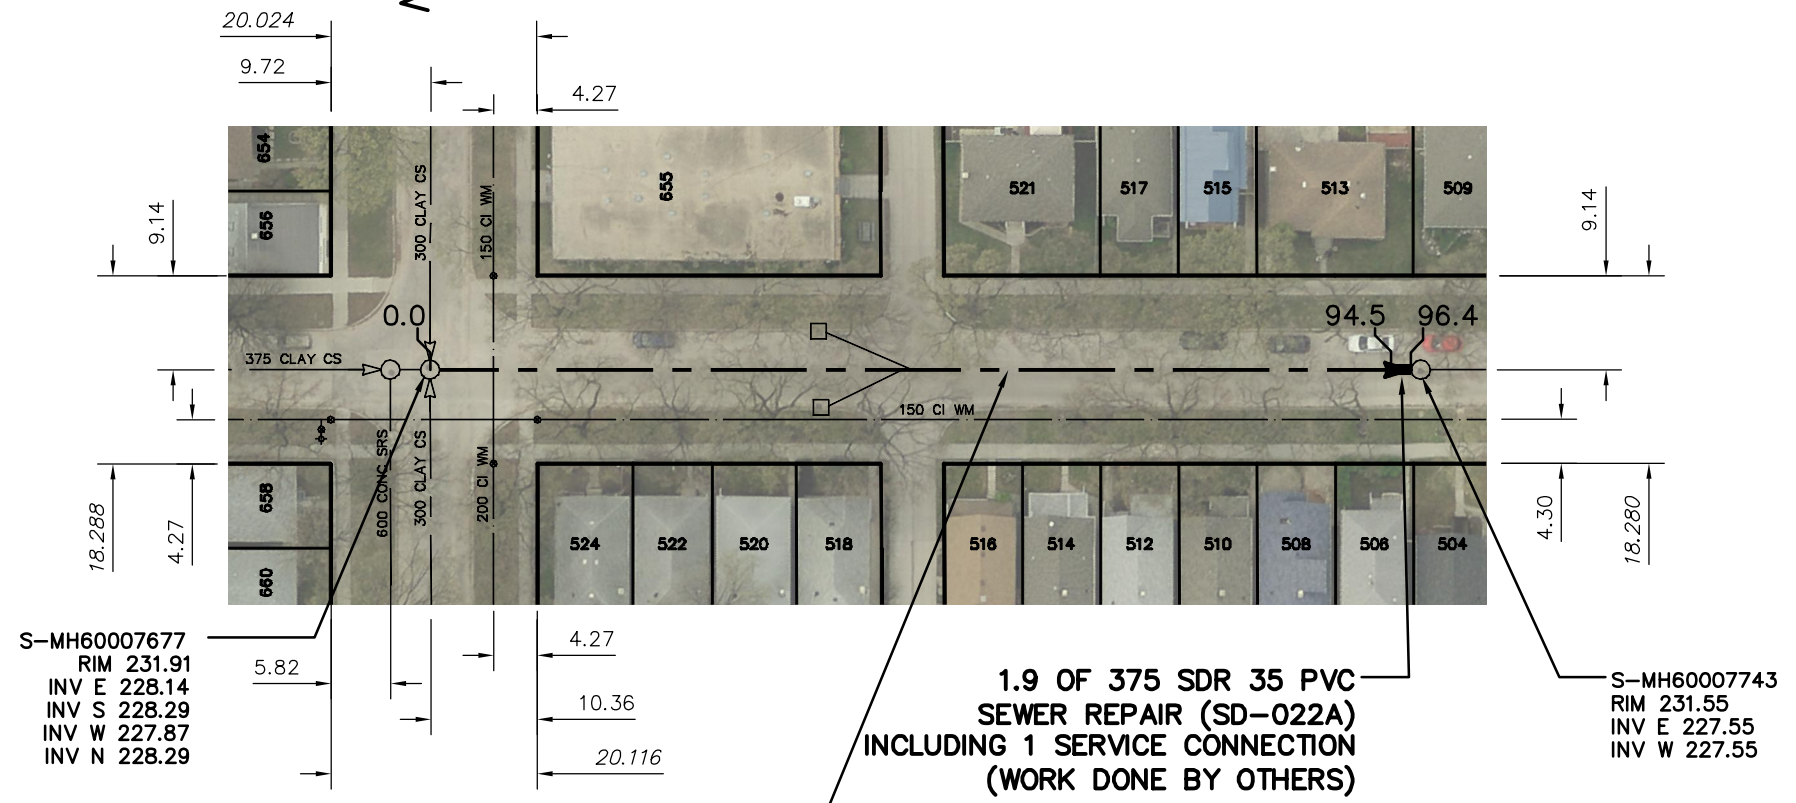 20.024
9.72
4.27
654
300 CLAY CS
150 CI WM
655
521
517
515
513
509
656
9.14
9.14
0.0
94.5
96.4
375 CLAY CS
150 CI WM
600 CONC SRS
300 CLAY CS
200 CI WM
658
660
524
522
520
518
516
514
512
510
508
506
504
18.288
4.27
4.30
18.280
S-MH60007677
RIM 231.91
INV E 228.14
INV S 228.29
INV W 227.87
INV N 228.29
5.82
4.27
10.36
20.116
1.9 OF 375 SDR 35 PVC
SEWER REPAIR (SD-022A)
INCLUDING 1 SERVICE CONNECTION
(WORK DONE BY OTHERS)
S-MH60007743
RIM 231.55
INV E 227.55
INV W 227.55